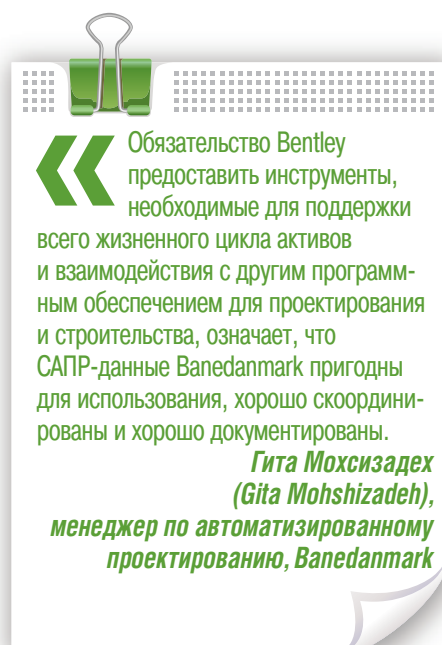 « Обязательство Bentley
предоставить инструменты,
необходимые для поддержки
всего жизненного цикла активов
и взаимодействия с другим программ-
ным обеспечением для проектирования
и строительства, означает, что
САПР-данные Banedanmark пригодны
для использования, хорошо скоордини-
рованы и хорошо документированы.
Гита Мохсизадех
(Gita Mohshizadeh),
менеджер по автоматизированному
проектированию, Banedanmark